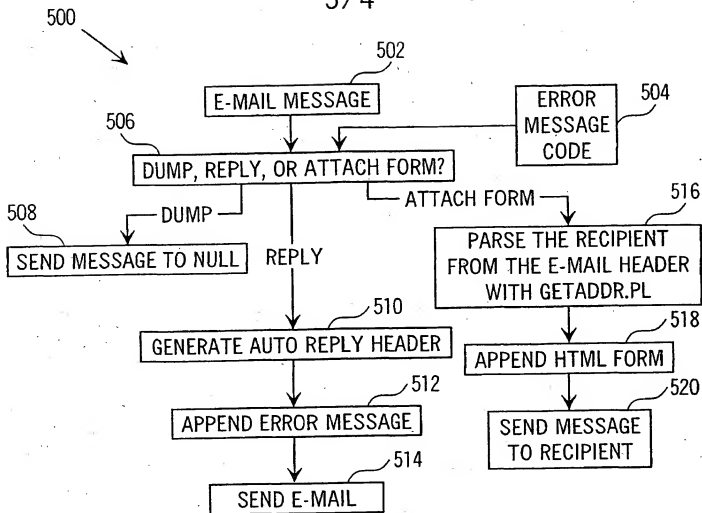 500
502
E-MAIL MESSAGE
504
ERROR
MESSAGE
CODE
506
DUMP, REPLY, OR ATTACH FORM?
DUMP
ATTACH FORM
508
SEND MESSAGE TO NULL
REPLY
516
PARSE THE RECIPIENT
FROM THE E-MAIL HEADER
WITH GETADDR.PL
510
GENERATE AUTO REPLY HEADER
518
APPEND HTML FORM
512
APPEND ERROR MESSAGE
520
SEND MESSAGE
TO RECIPIENT
514
SEND E-MAIL